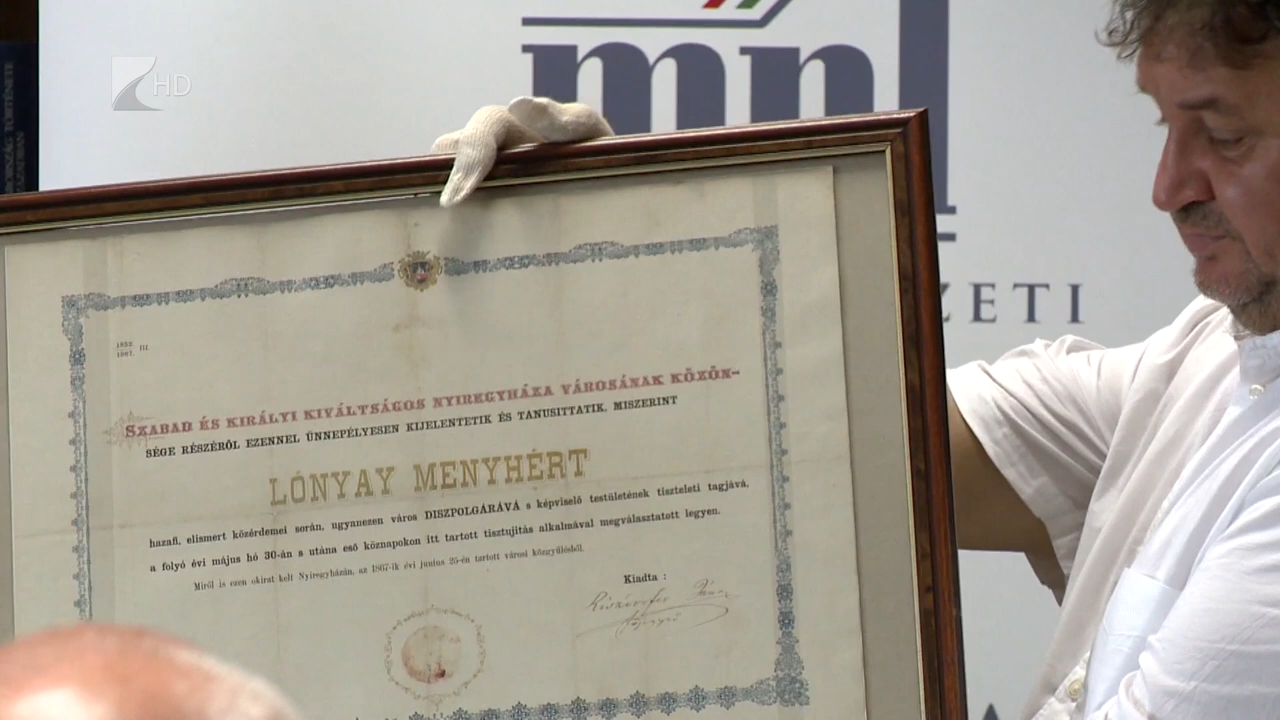 HD
mnl
ZETI
1852.
1867. III.
SZABAD ÉS KIRÁLYI KIVÁLTSÁGOS NYIREGYHÁZA VÁROSÁNAK KÖZÖN-
SÉGE RÉSZÉRŐL EZENNEL ÜNNEPÉLYESEN KIJELENTETIK ÉS TANUSITTATIK, MISZERINT
LÓNYAY MENYHÉRT
hazafi, elismert közérdemei során, ugyanezen város DISZPOLGÁRÁVÁ s képviselő testületének tiszteleti tagjává,
a folyó évi május hó 30-án s utána eső köznapokon itt tartott tisztujitás alkalmával megválasztatott legyen.
Miről is ezen okirat kelt Nyiregyházán, az 1867-ik évi junius 25-én tartott városi közgyülésből.
Kiadta :